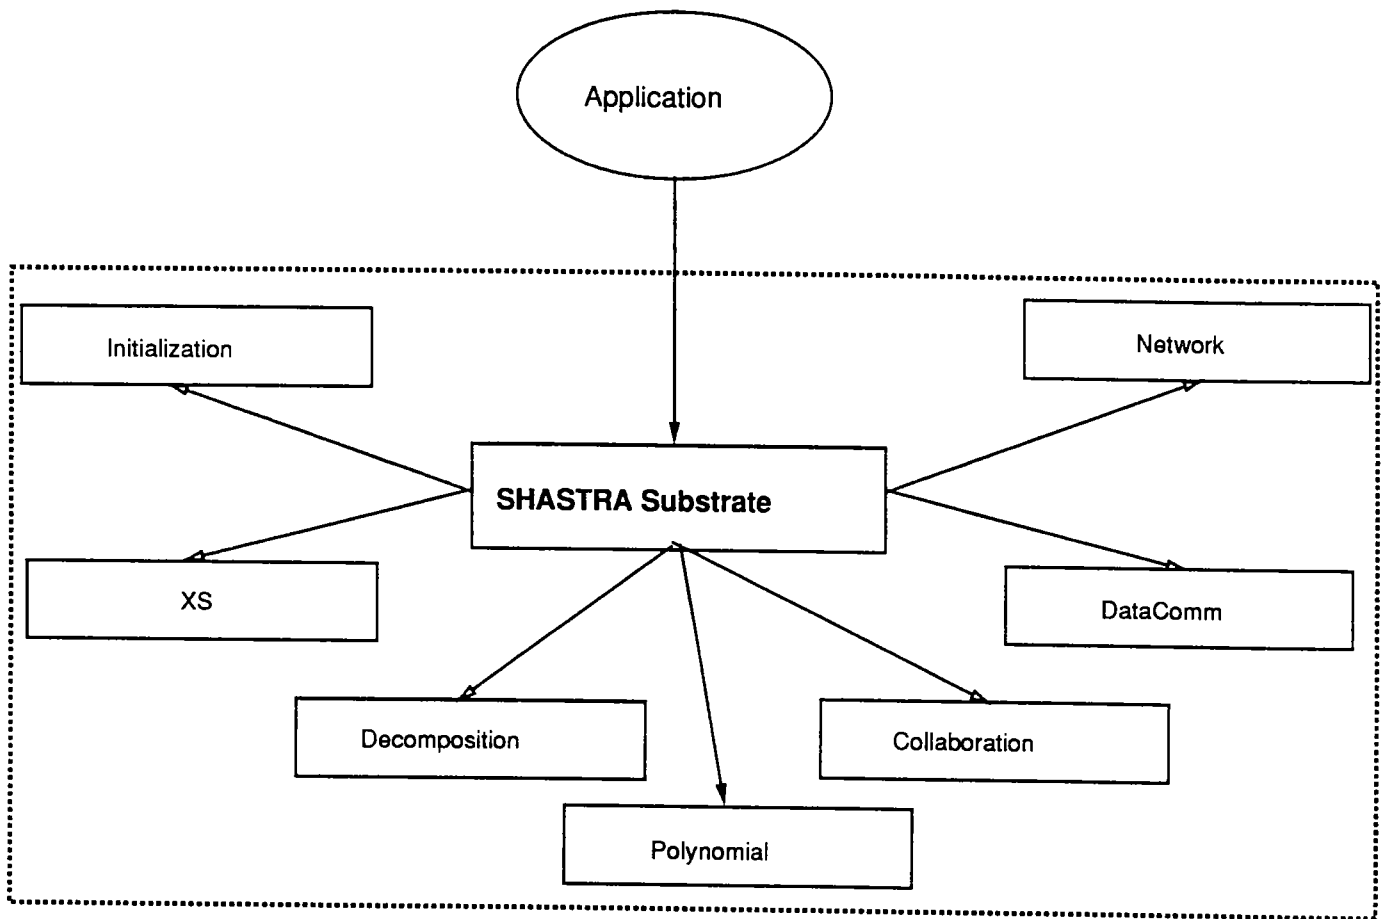 Application
Initialization
Network
SHASTRA Substrate
XS
DataComm
Decomposition
Collaboration
Polynomial